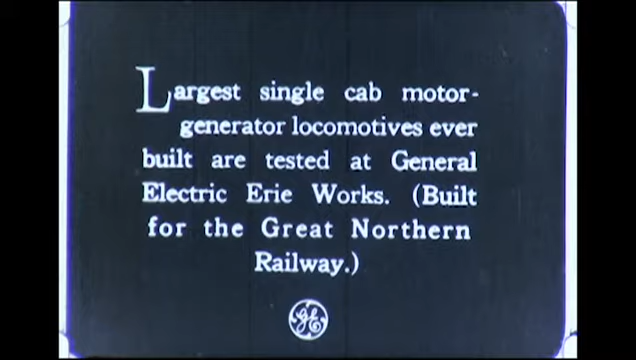 Largest single cab motor-
generator locomotives ever
built are tested at General
Electric Erie Works. (Built
for the Great Northern
Railway.)
GE